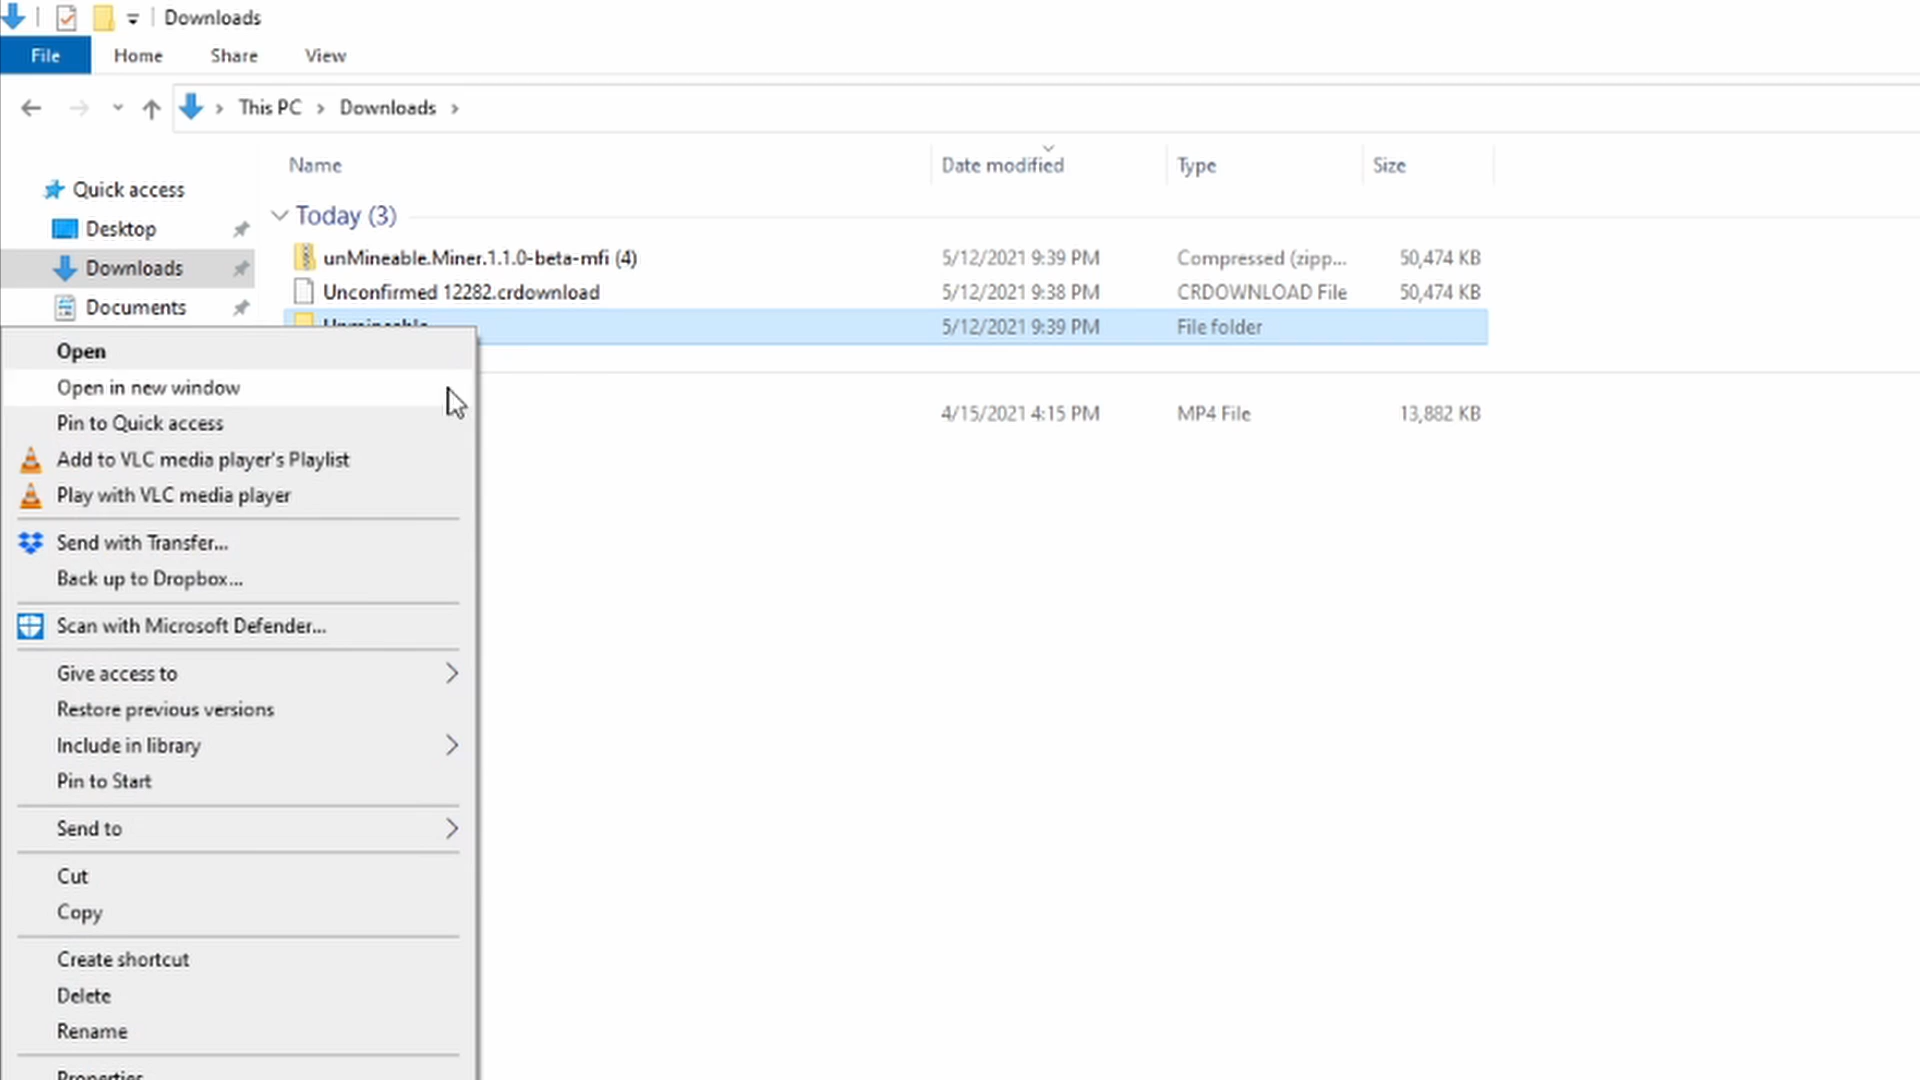 Downloads
File Home Share View
This PC > Downloads >
Name Date modified Type Size
Quick access
Desktop
Downloads
Documents
Today (3)
unMineable.Miner.1.1.0-beta-mfi (4) 5/12/2021 9:39 PM Compressed (zipp... 50,474 KB
Unconfirmed 12282.crdownload 5/12/2021 9:38 PM CRDOWNLOAD File 50,474 KB
Unmineable 5/12/2021 9:39 PM File folder
4/15/2021 4:15 PM MP4 File 13,882 KB
Open
Open in new window
Pin to Quick access
Add to VLC media player's Playlist
Play with VLC media player
Send with Transfer...
Back up to Dropbox...
Scan with Microsoft Defender...
Give access to
Restore previous versions
Include in library
Pin to Start
Send to
Cut
Copy
Create shortcut
Delete
Rename
Properties